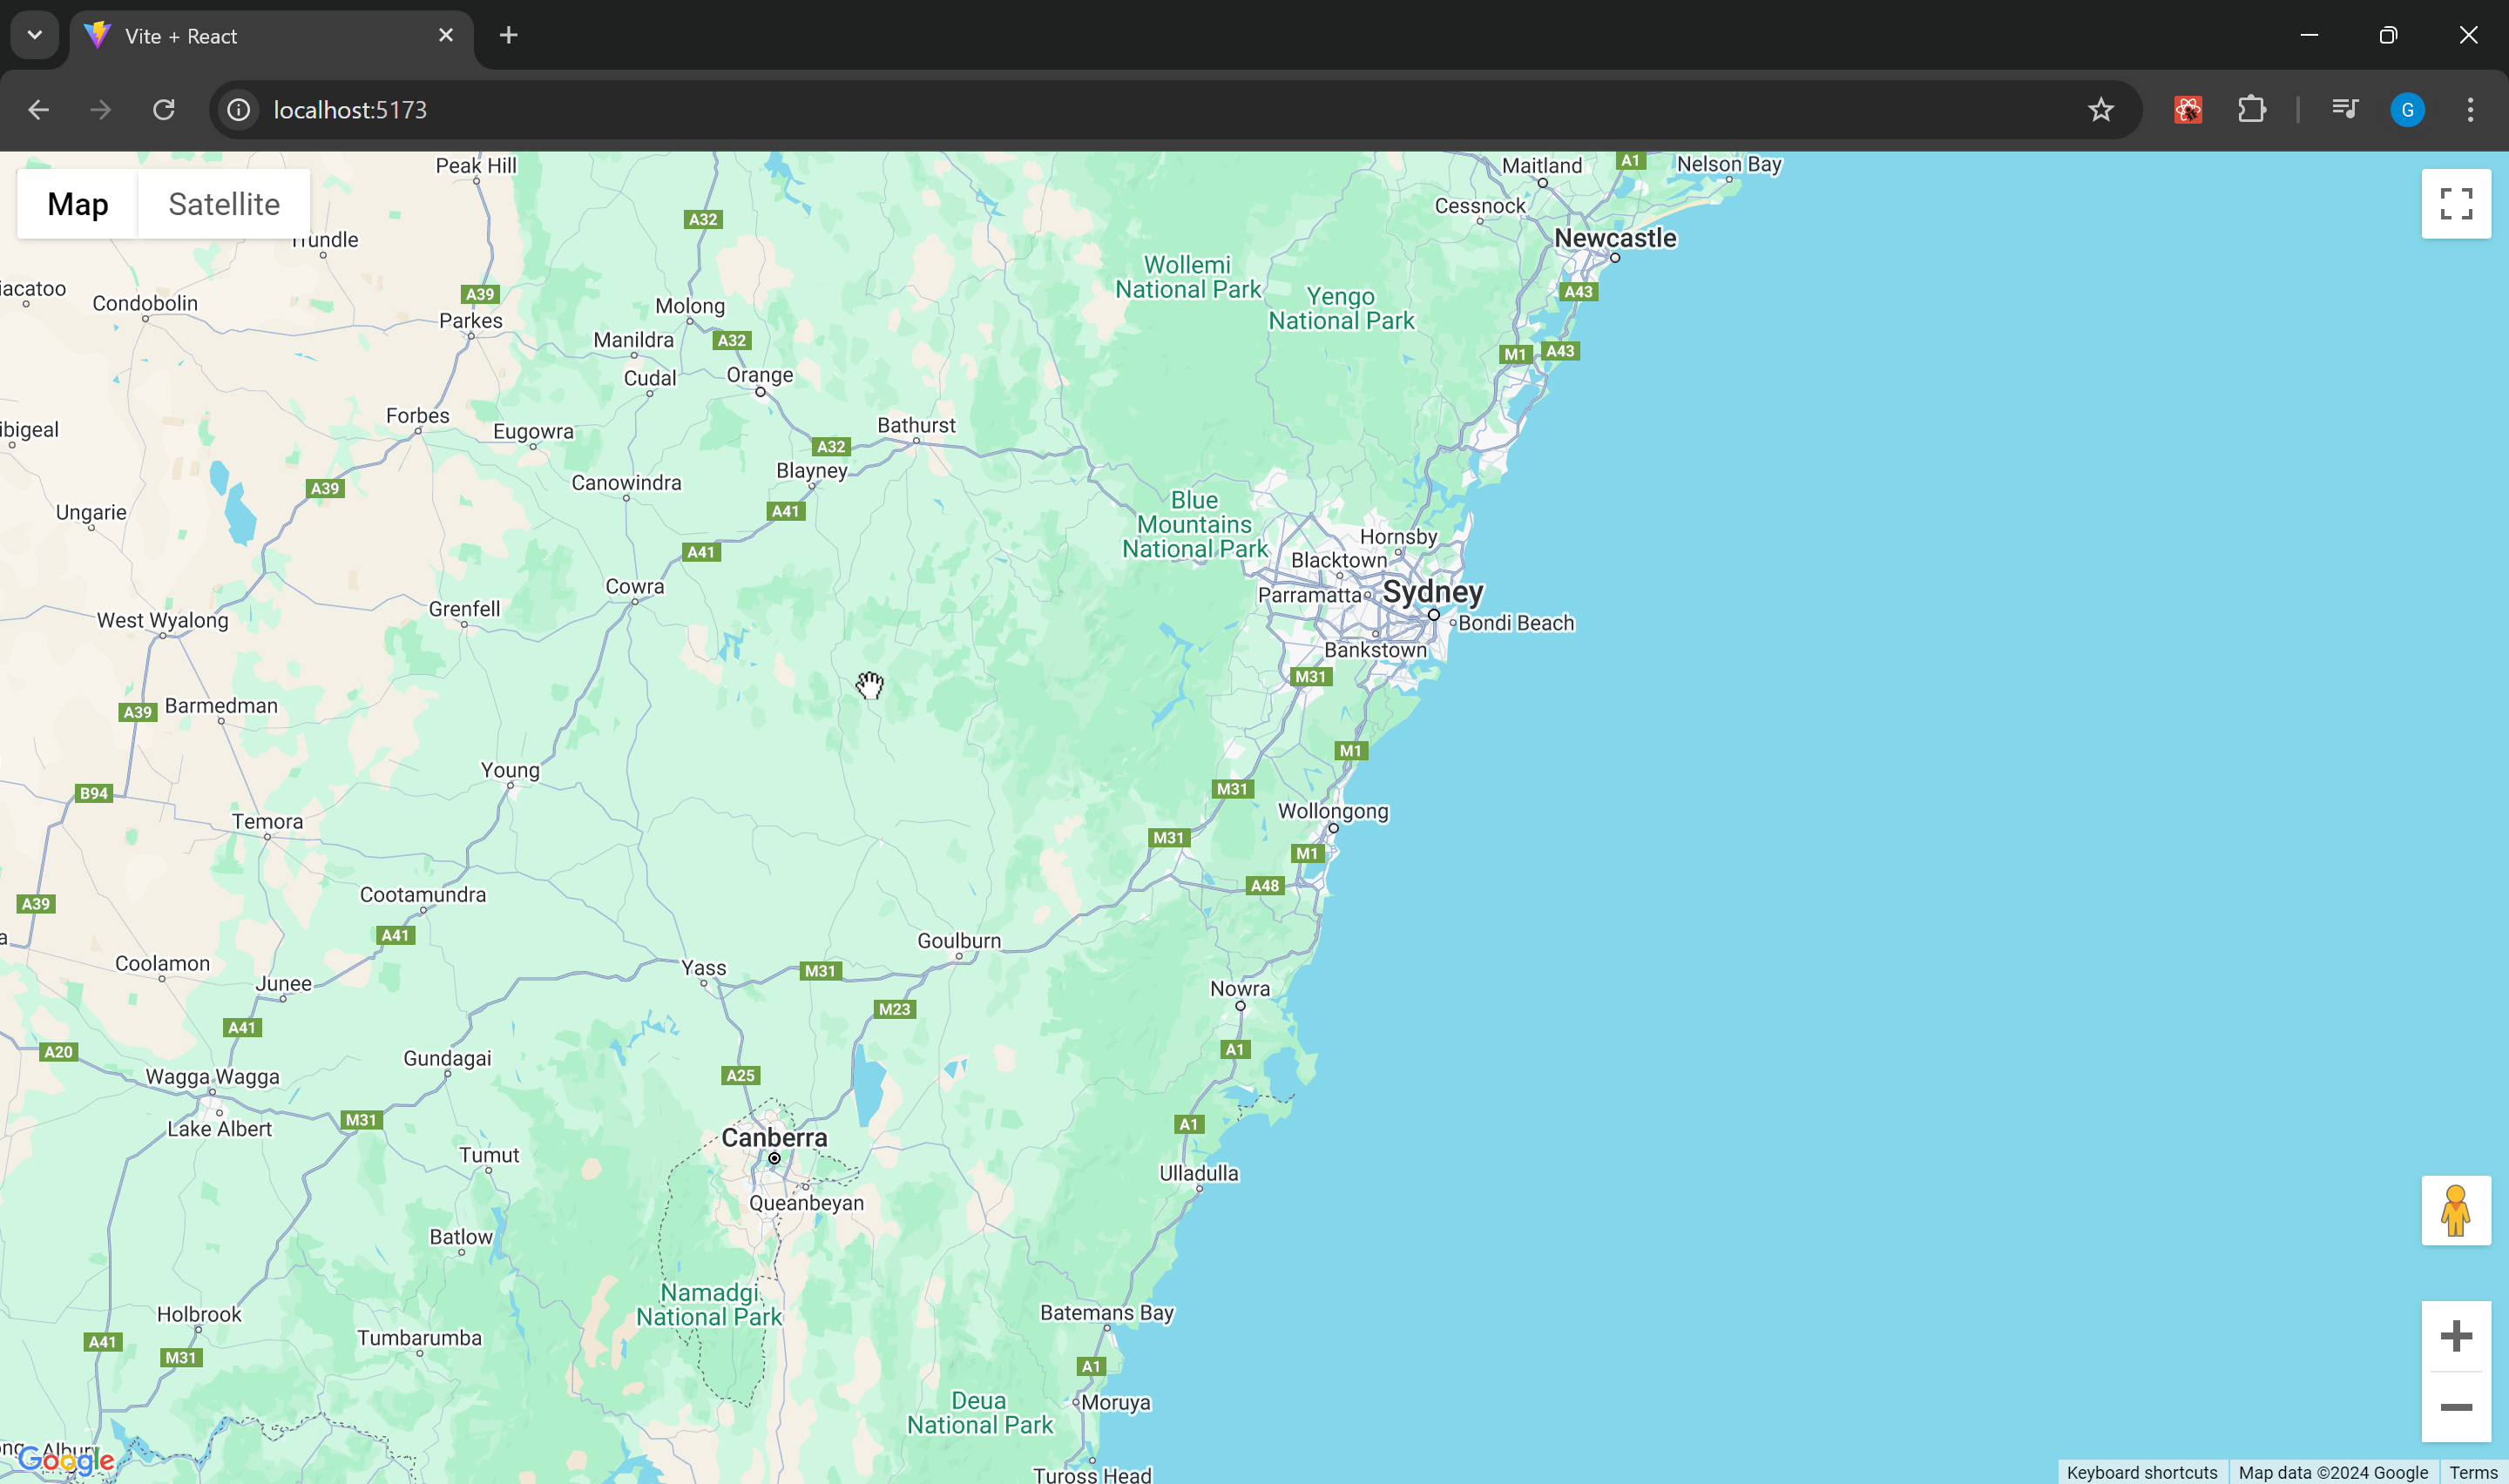 Vite + React
localhost:5173
G
Map
Satellite
Peak Hill
Maitland
A1
Nelson Bay
A32
Cessnock
Newcastle
Trundle
Wollemi
National Park
Yengo
National Park
A39
A43
Condobolin
Molong
Parkes
Manildra
A32
M1
A43
Cudal
Orange
Forbes
Eugowra
Bathurst
A32
Blayney
Canowindra
A39
A41
Ungarie
Blue
Mountains
National Park
Hornsby
A41
Blacktown
Cowra
Sydney
Parramatta
Grenfell
West Wyalong
Bondi Beach
Bankstown
M31
A39
Barmedman
M1
Young
M31
B94
Wollongong
Temora
M31
M1
A48
Cootamundra
A39
A41
Goulburn
Coolamon
Yass
M31
Junee
Nowra
M23
A41
A1
A20
Gundagai
A25
Wagga Wagga
M31
A1
Lake Albert
Canberra
Tumut
Ulladulla
Queanbeyan
Batlow
Namadgi
National Park
Holbrook
Batemans Bay
A41
Tumbarumba
M31
A1
Deua
National Park
Moruya
Albury
Google
Tuross Head
Keyboard shortcuts
Map data ©2024 Google
Terms